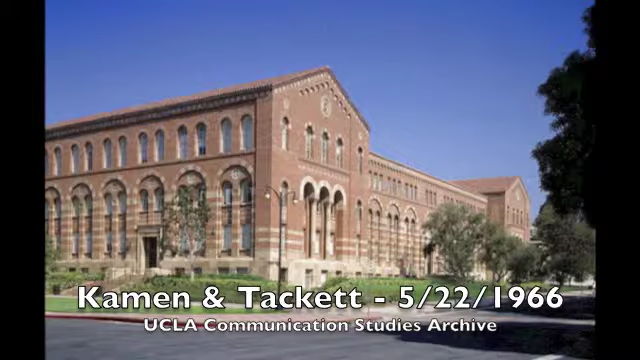 Kamen & Tackett - 5/22/1966
UCLA Communication Studies Archive